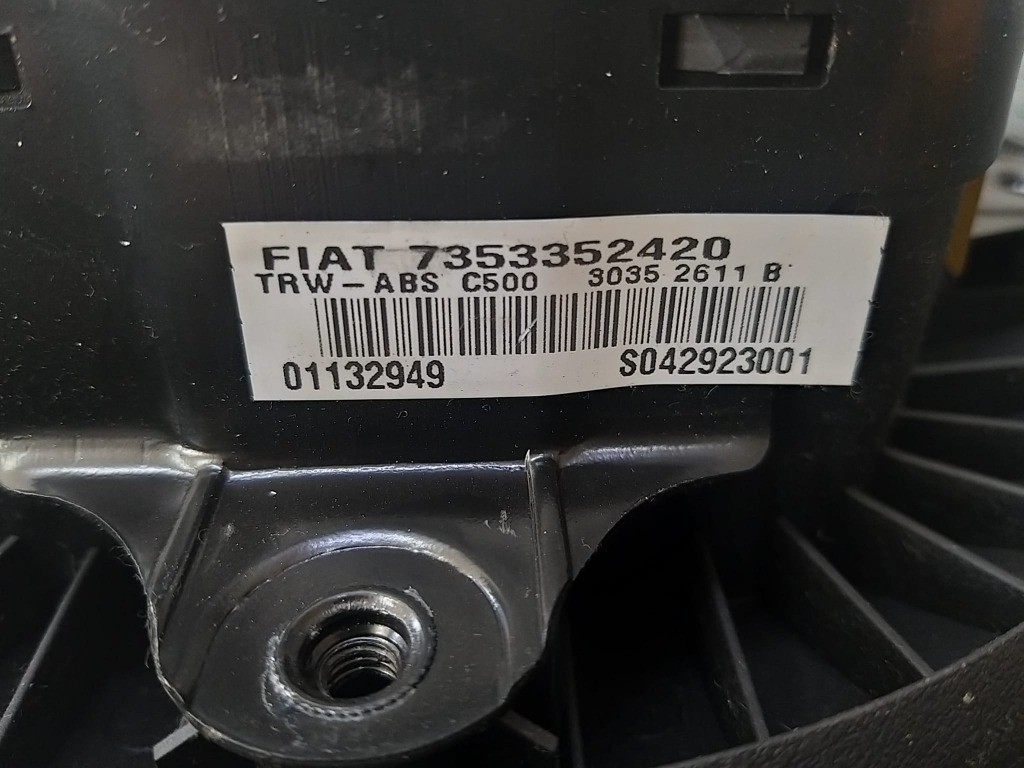 FIAT 7353352420
TRW-ABS C500 3035 2611 B
01132949 S042923001